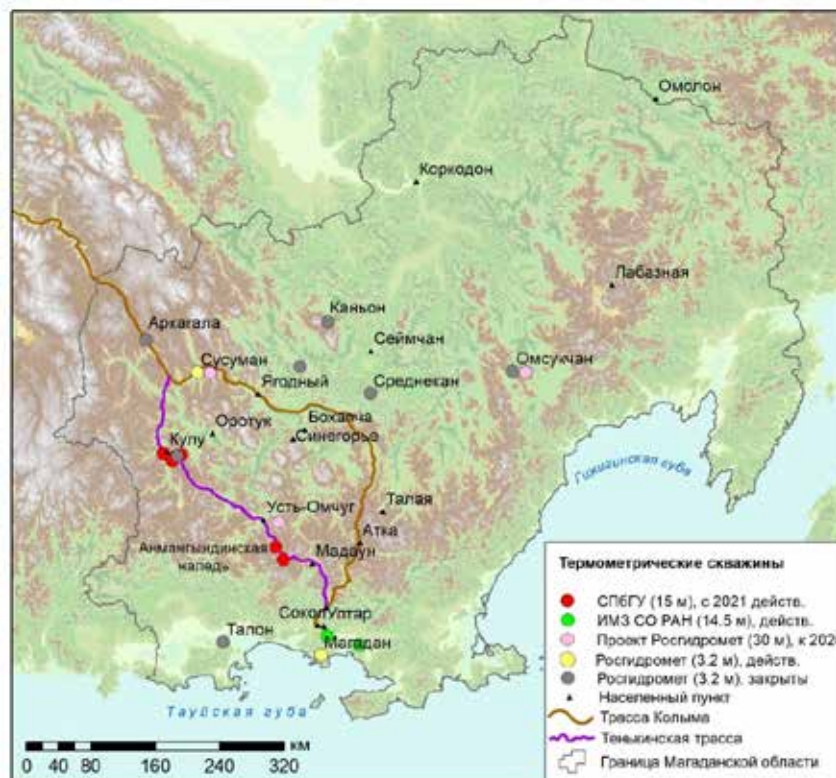 Омолон
Коркодон
Лабазная
Каньон
Аркагала
Сеймчан
Сусуман
Омсукчан
Ягодный
Среднекан
Оротук
Синегорье
Кулу
Гижигинская губа
Талая
Усть-Омчуг
Атка
Анмангындинская
наледь
Мадаун
Сокол
Уптар
Талон
Магадан
Тауйская губа
0 40 80 160 240 320 км
Термометрические скважины
СПбГУ (15 м), с 2021 действ.
ИМЗ СО РАН (14.5 м), действ.
Проект Росгидромет (30 м), к 202
Росгидромет (3.2 м), действ.
Росгидромет (3.2 м), закрыты
Населенный пункт
Трасса Колыма
Тенькинская трасса
Граница Магаданской области